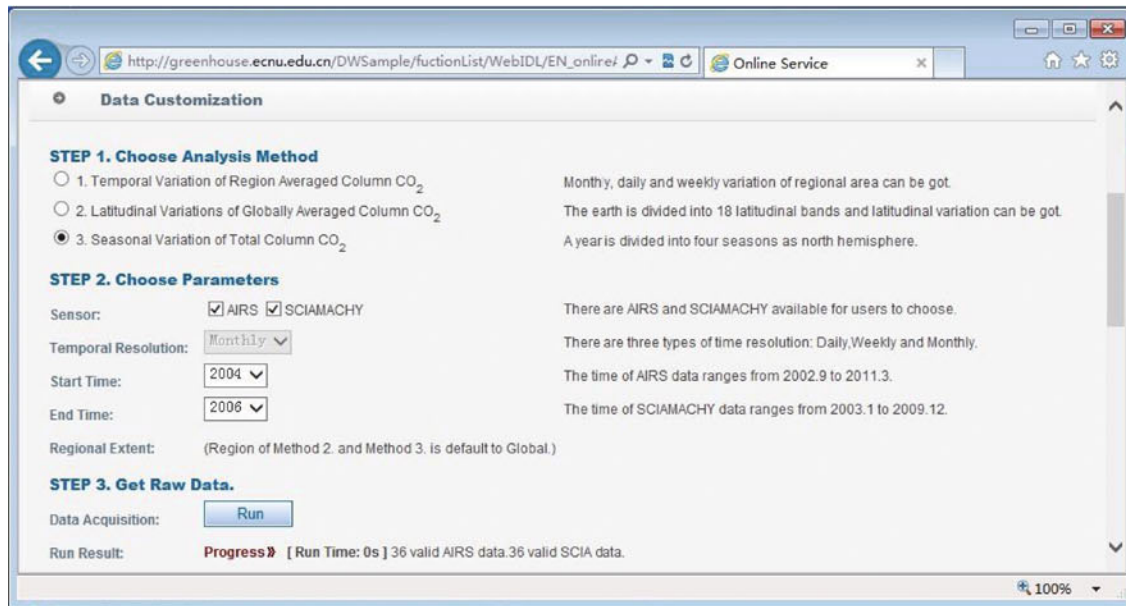 http://greenhouse.ecnu.edu.cn/DWSample/fuctionList/WebIDL/EN_online/ Online Service
Data Customization
STEP 1. Choose Analysis Method
1. Temporal Variation of Region Averaged Column CO2 Monthy, daily and weekly variation of regional area can be got.
2. Latitudinal Variations of Globally Averaged Column CO2 The earth is divided into 18 latitudinal bands and latitudinal variation can be got.
3. Seasonal Variation of Total Column CO2 A year is divided into four seasons as north hemisphere.
STEP 2. Choose Parameters
Sensor: AIRS SCIAMACHY There are AIRS and SCIAMACHY available for users to choose.
Temporal Resolution: Monthly There are three types of time resolution: Daily,Weekly and Monthly.
Start Time: 2004 The time of AIRS data ranges from 2002.9 to 2011.3.
End Time: 2006 The time of SCIAMACHY data ranges from 2003.1 to 2009.12.
Regional Extent: (Region of Method 2. and Method 3. is default to Global.)
STEP 3. Get Raw Data.
Data Acquisition: Run
Run Result: Progress» [ Run Time: 0s ] 36 valid AIRS data.36 valid SCIA data.
100%